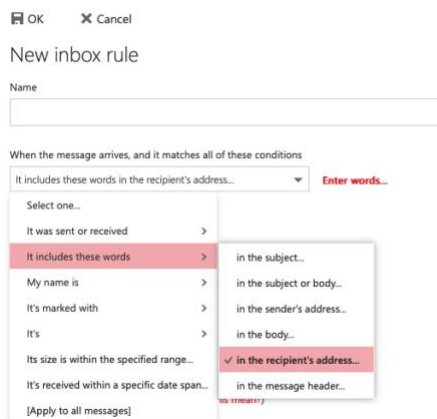 OK Cancel
New inbox rule
Name
When the message arrives, and it matches all of these conditions
It includes these words in the recipient's address... Enter words...
Select one...
It was sent or received
It includes these words
My name is
It's marked with
It's
Its size is within the specified range...
It's received within a specific date span...
[Apply to all messages]
in the subject...
in the subject or body...
in the sender's address...
in the body...
in the recipient's address...
in the message header...
is mean?)